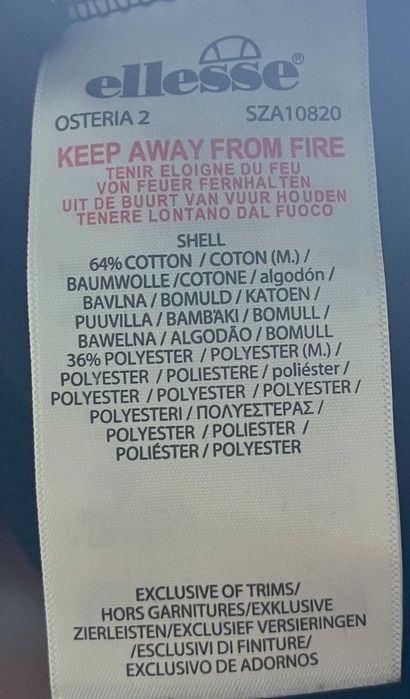 ellesse®
OSTERIA 2 SZA10820
KEEP AWAY FROM FIRE
TENIR ELOIGNE DU FEU
VON FEUER FERNHALTEN
UIT DE BUURT VAN VUUR HOUDEN
TENERE LONTANO DAL FUOCO
SHELL
64% COTTON / COTON (M.) /
BAUMWOLLE /COTONE / algodón /
BAVLNA / BOMULD / KATOEN /
PUUVILLA / BAMBΆKI / BOMULL /
BAWELNA / ALGODÃO / BOMULL
36% POLYESTER / POLYESTER (M.) /
POLYESTER / POLIESTERE / poliéster /
POLYESTER / POLYESTER / POLYESTER /
POLYESTERI / ΠΟΛΥΕΣΤΕΡΑΣ /
POLYESTER / POLIESTER /
POLIÉSTER / POLYESTER
EXCLUSIVE OF TRIMS/
HORS GARNITURES/EXKLUSIVE
ZIERLEISTEN/EXCLUSIEF VERSIERINGEN
/ESCLUSIVI DI FINITURE/
EXCLUSIVO DE ADORNOS